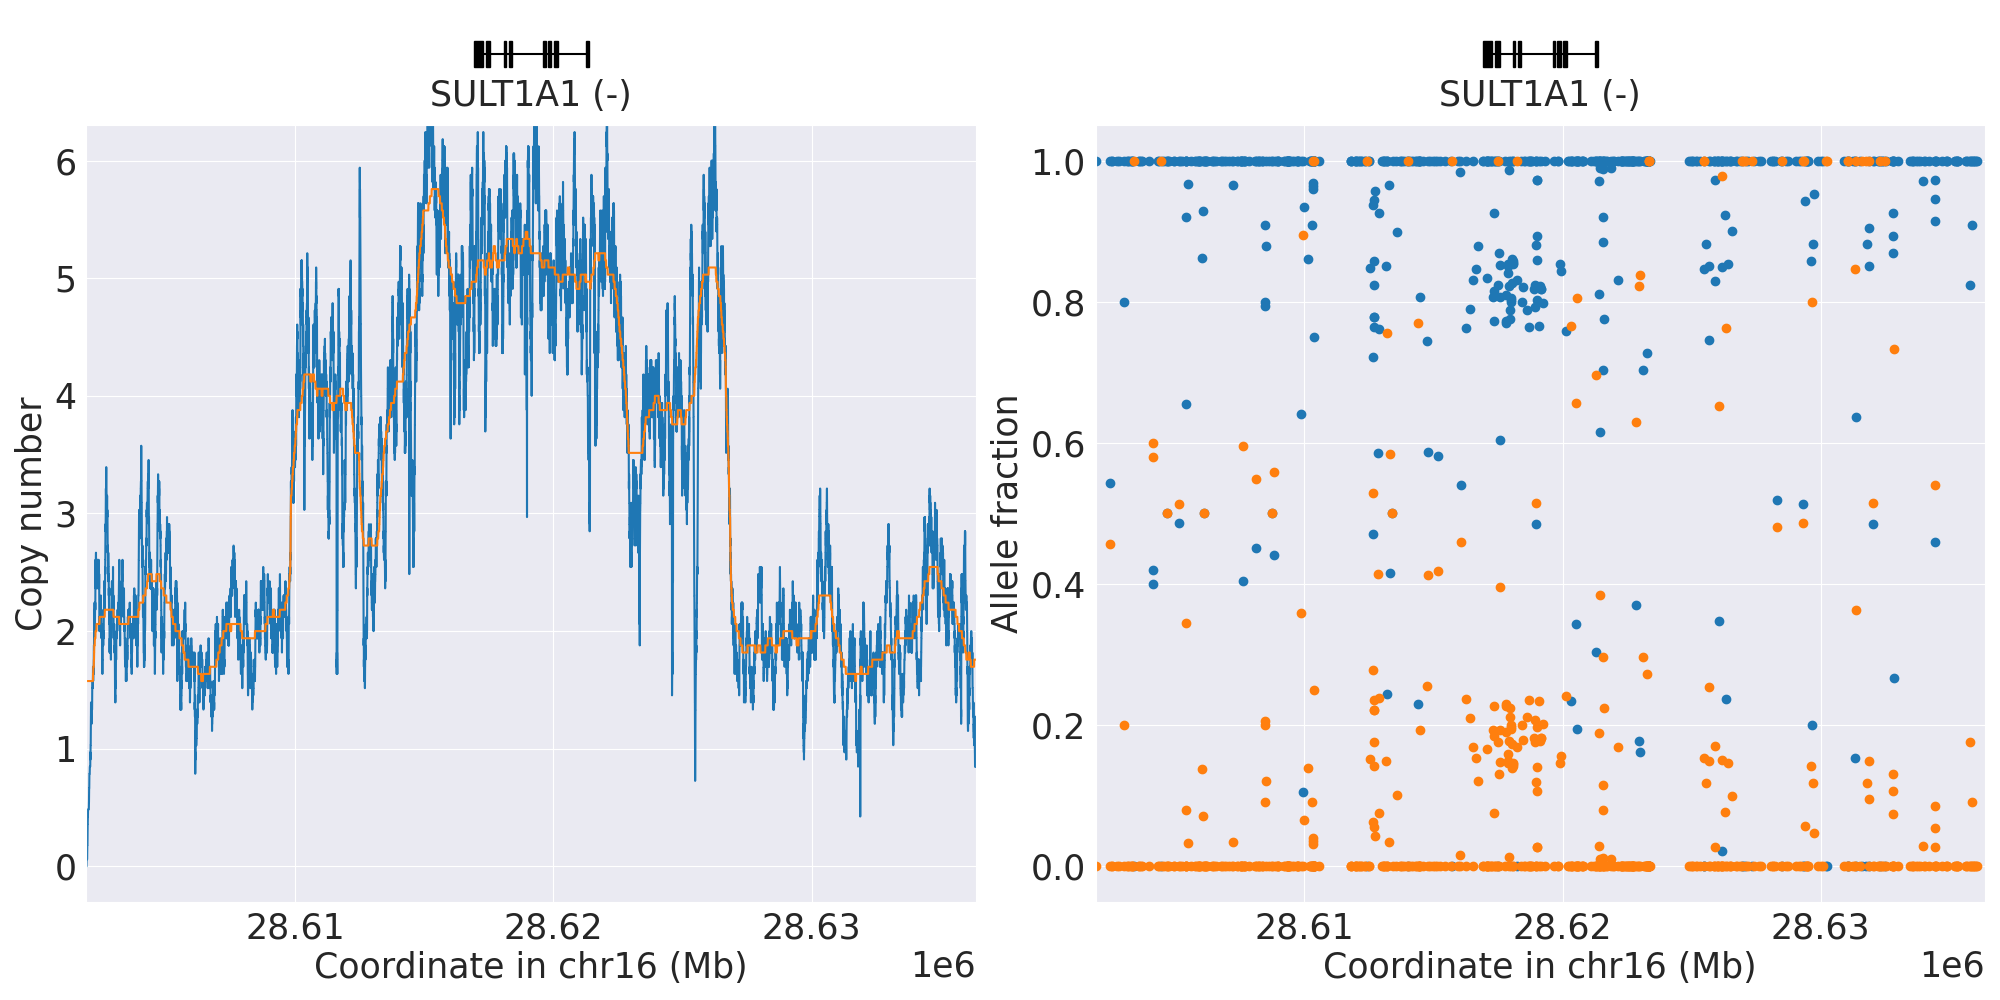 SULT1A1 (-)
6
5
4
3
2
1
0
Copy number
28.61
28.62
28.63
Coordinate in chr16 (Mb)
1e6
SULT1A1 (-)
1.0
0.8
0.6
0.4
0.2
0.0
Allele fraction
28.61
28.62
28.63
Coordinate in chr16 (Mb)
1e6